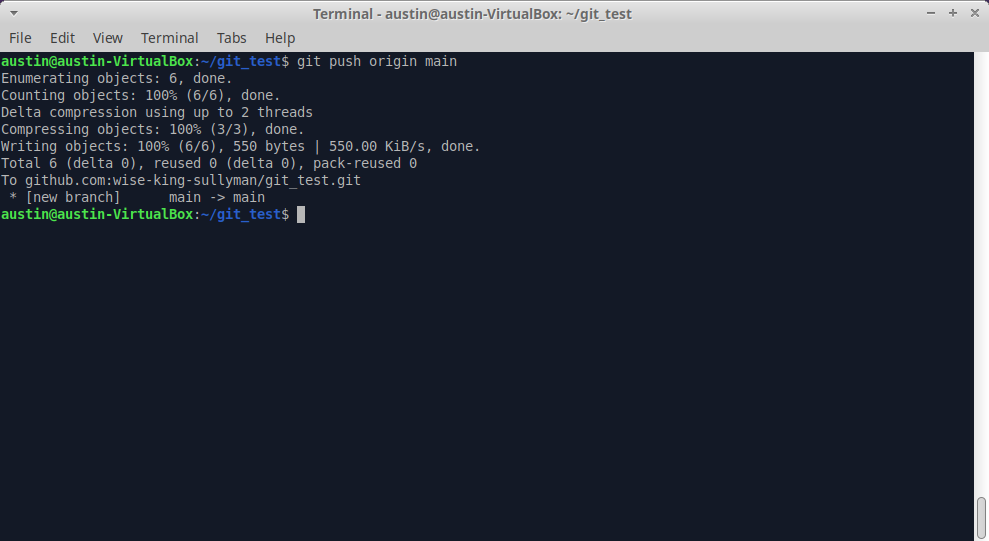 Terminal - austin@austin-VirtualBox: ~/git_test
File Edit View Terminal Tabs Help
austin@austin-VirtualBox:~/git_test$ git push origin main
Enumerating objects: 6, done.
Counting objects: 100% (6/6), done.
Delta compression using up to 2 threads
Compressing objects: 100% (3/3), done.
Writing objects: 100% (6/6), 550 bytes | 550.00 KiB/s, done.
Total 6 (delta 0), reused 0 (delta 0), pack-reused 0
To github.com:wise-king-sullyman/git_test.git
 * [new branch]      main -> main
austin@austin-VirtualBox:~/git_test$